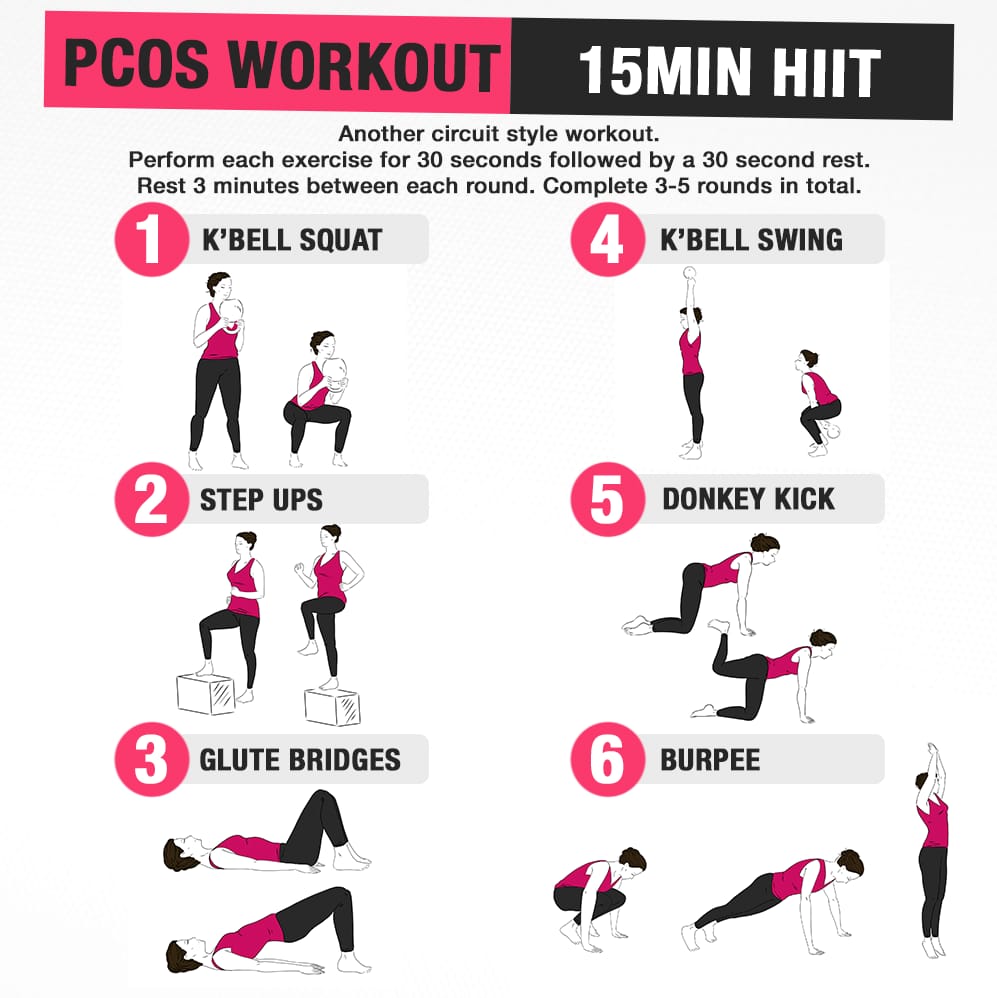 PCOS WORKOUT 15MIN HIIT
Another circuit style workout.
Perform each exercise for 30 seconds followed by a 30 second rest.
Rest 3 minutes between each round. Complete 3-5 rounds in total.
1 K'BELL SQUAT
2 STEP UPS
3 GLUTE BRIDGES
4 K'BELL SWING
5 DONKEY KICK
6 BURPEE